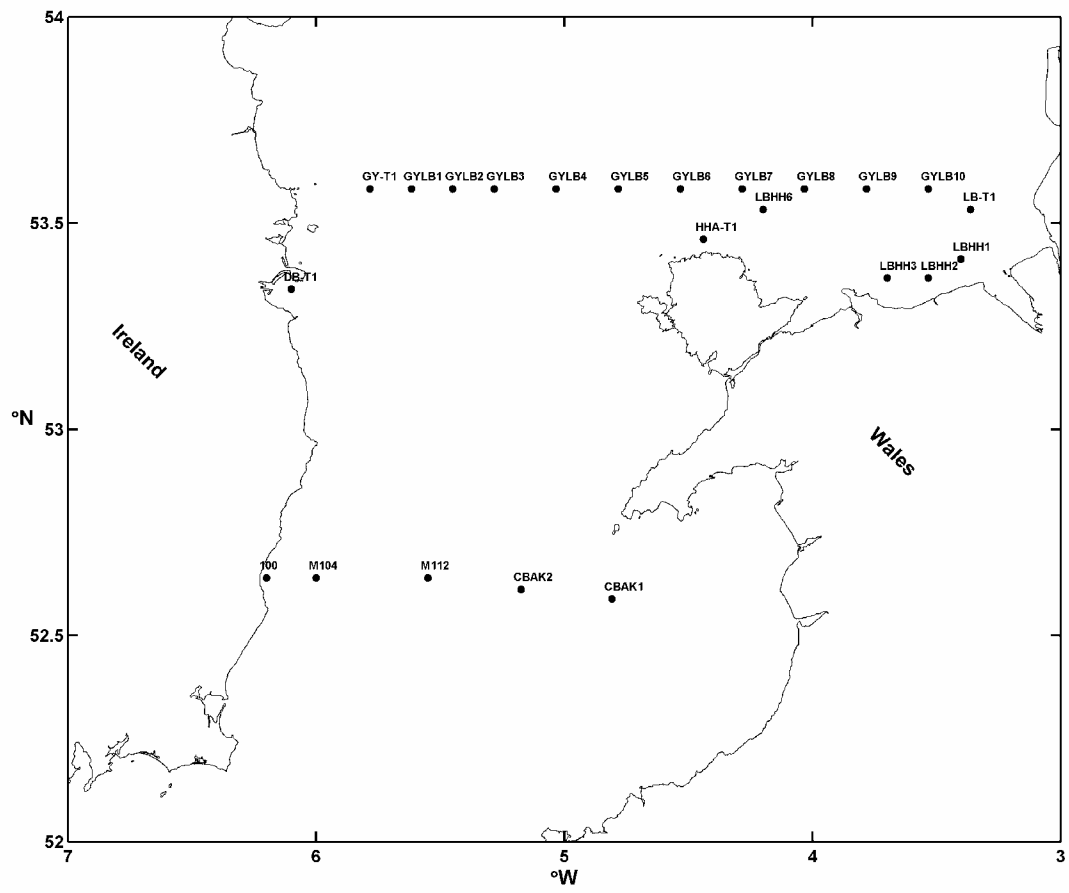 54
GY-T1 GYLB1 GYLB2 GYLB3 GYLB4 GYLB5 GYLB6 GYLB7 GYLB8 GYLB9 GYLB10
LBHH6 LB-T1
53.5
HHA-T1
LBHH1
DB-T1 LBHH3 LBHH2
Ireland
°N
53
Wales
100 M104 M112
CBAK2 CBAK1
52.5
52
7 6 5 4 3
°W